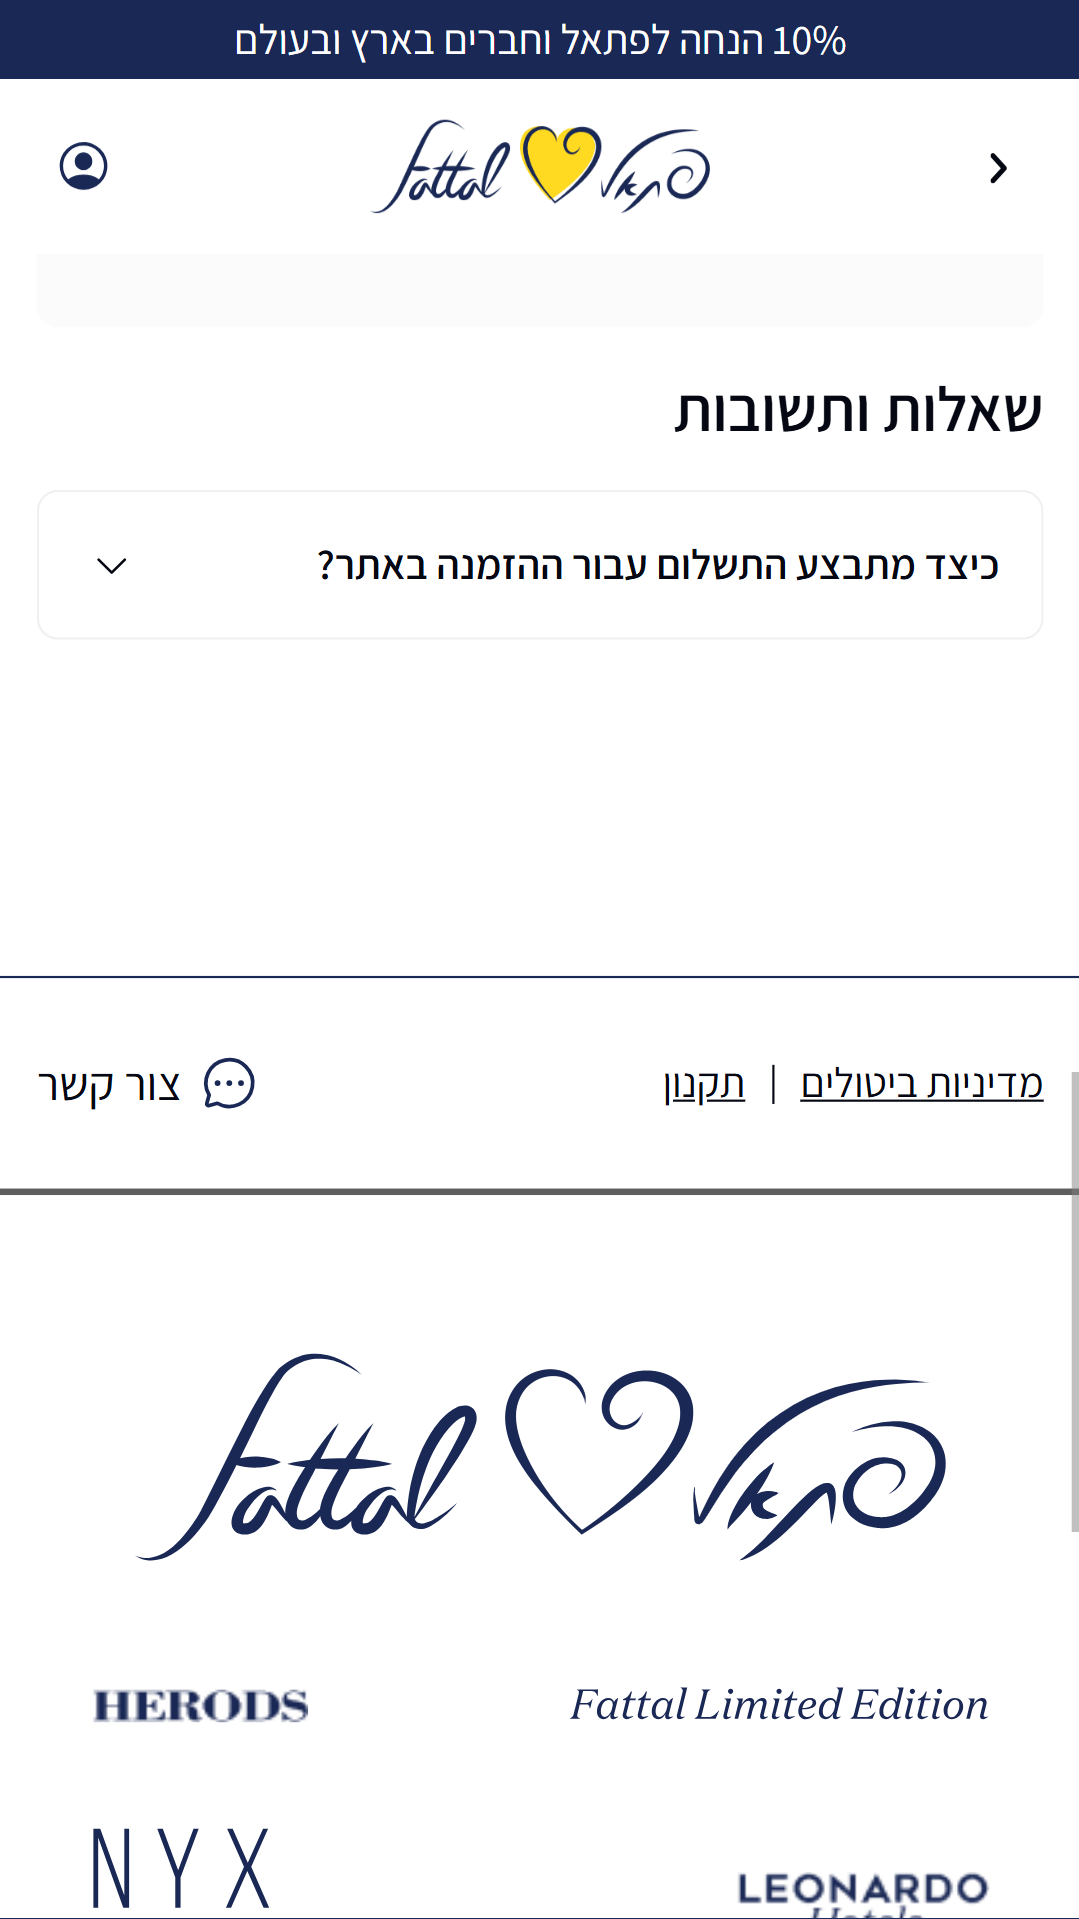 10% הנחה לפתאל וחברים בארץ ובעולם
Fattal פתאל
שאלות ותשובות
כיצד מתבצע התשלום עבור ההזמנה באתר?
מדיניות ביטולים | תקנון
צור קשר
Fattal פתאל
HERODS
Fattal Limited Edition
NYX
LEONARDO
Hotels